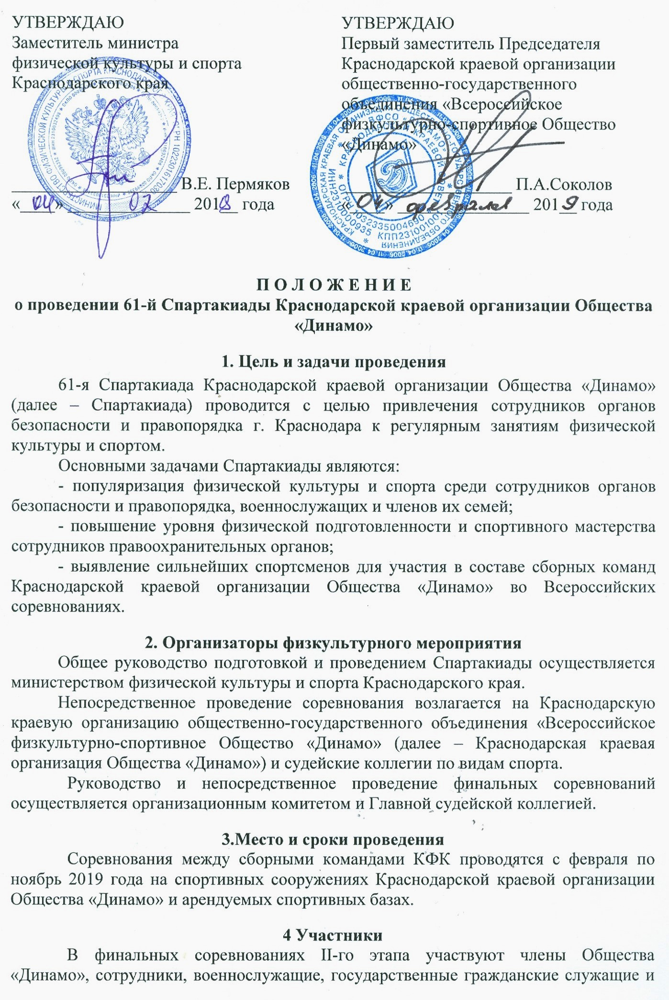 УТВЕРЖДАЮ
Заместитель министра
физической культуры и спорта
Краснодарского края
В.Е. Пермяков
«04» 02 2019 года
УТВЕРЖДАЮ
Первый заместитель Председателя
Краснодарской краевой организации
общественно-государственного
объединения «Всероссийское
физкультурно-спортивное Общество
«Динамо»
П.А.Соколов
«04» февраля 2019 года
П О Л О Ж Е Н И Е
о проведении 61-й Спартакиады Краснодарской краевой организации Общества
«Динамо»
1. Цель и задачи проведения
61-я Спартакиада Краснодарской краевой организации Общества «Динамо»
(далее – Спартакиада) проводится с целью привлечения сотрудников органов
безопасности и правопорядка г. Краснодара к регулярным занятиям физической
культуры и спортом.
Основными задачами Спартакиады являются:
- популяризация физической культуры и спорта среди сотрудников органов
безопасности и правопорядка, военнослужащих и членов их семей;
- повышение уровня физической подготовленности и спортивного мастерства
сотрудников правоохранительных органов;
- выявление сильнейших спортсменов для участия в составе сборных команд
Краснодарской краевой организации Общества «Динамо» во Всероссийских
соревнованиях.
2. Организаторы физкультурного мероприятия
Общее руководство подготовкой и проведением Спартакиады осуществляется
министерством физической культуры и спорта Краснодарского края.
Непосредственное проведение соревнования возлагается на Краснодарскую
краевую организацию общественно-государственного объединения «Всероссийское
физкультурно-спортивное Общество «Динамо» (далее – Краснодарская краевая
организация Общества «Динамо») и судейские коллегии по видам спорта.
Руководство и непосредственное проведение финальных соревнований
осуществляется организационным комитетом и Главной судейской коллегией.
3.Место и сроки проведения
Соревнования между сборными командами КФК проводятся с февраля по
ноябрь 2019 года на спортивных сооружениях Краснодарской краевой организации
Общества «Динамо» и арендуемых спортивных базах.
4 Участники
В финальных соревнованиях II-го этапа участвуют члены Общества
«Динамо», сотрудники, военнослужащие, государственные гражданские служащие и